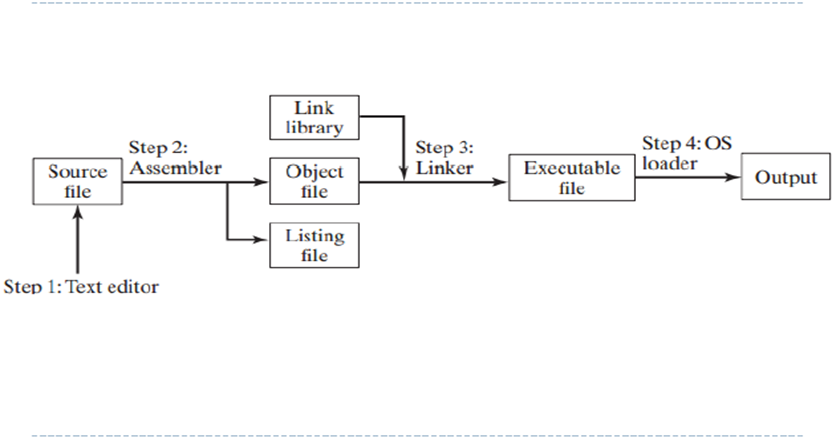 Link
library
Step 2:
Assembler
Step 3:
Linker
Step 4: OS
loader
Source
file
Object
file
Executable
file
Output
Listing
file
Step 1: Text editor